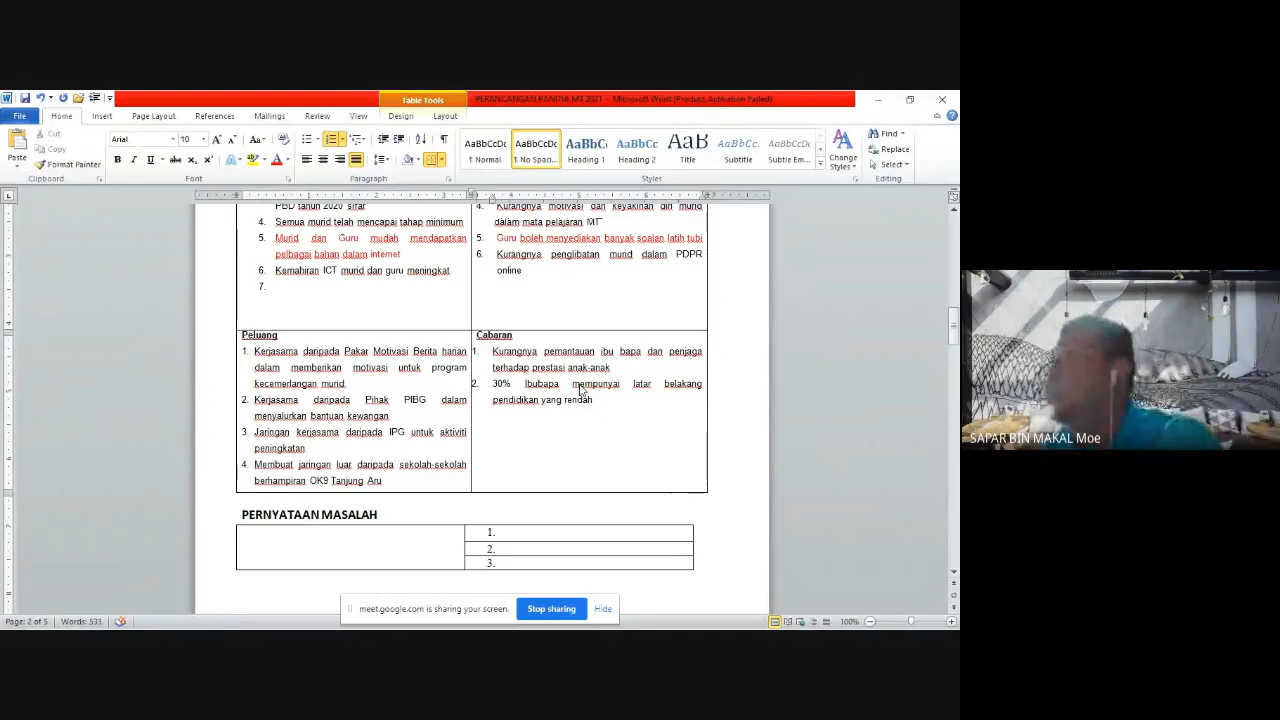 Table Tools
PERANCANGAN PANITIA MT 2021 - Microsoft Word (Product Activation Failed)
File Home Insert Page Layout References Mailings Review View Design Layout
Paste
Cut
Copy
Format Painter
Clipboard
Arial 10
Font
Paragraph
AaBbCcDc AaBbCcDc AaBbCc AaBbCc AaB AaBbCc. AaBbCcDc
¶ Normal ¶ No Spaci... Heading 1 Heading 2 Title Subtitle Subtle Em...
Styles
Change Styles
Find
Replace
Select
Editing
PBD tahun 2020 sifar
4. Semua murid telah mencapai tahap minimum
5. Murid dan Guru mudah mendapatkan
pelbagai bahan dalam internet
6. Kemahiran ICT murid dan guru meningkat
7.
4. Kurangnya motivasi dan keyakinan diri murid
dalam mata pelajaran MT
5. Guru boleh menyediakan banyak soalan latih tubi
6. Kurangnya penglibatan murid dalam PDPR
online
Peluang
1. Kerjasama daripada Pakar Motivasi Berita harian
dalam memberikan motivasi untuk program
kecemerlangan murid.
2. Kerjasama daripada Pihak PIBG dalam
menyalurkan bantuan kewangan
3. Jaringan kerjasama daripada IPG untuk aktiviti
peningkatan
4. Membuat jaringan luar daripada sekolah-sekolah
berhampiran OK9 Tanjung Aru
Cabaran
1. Kurangnya pemantauan ibu bapa dan penjaga
terhadap prestasi anak-anak
2. 30% Ibubapa mempunyai latar belakang
pendidikan yang rendah
PERNYATAAN MASALAH
1.
2.
3.
meet.google.com is sharing your screen. Stop sharing Hide
Page: 2 of 5 Words: 533 100%
SAPAR BIN MAKAL Moe